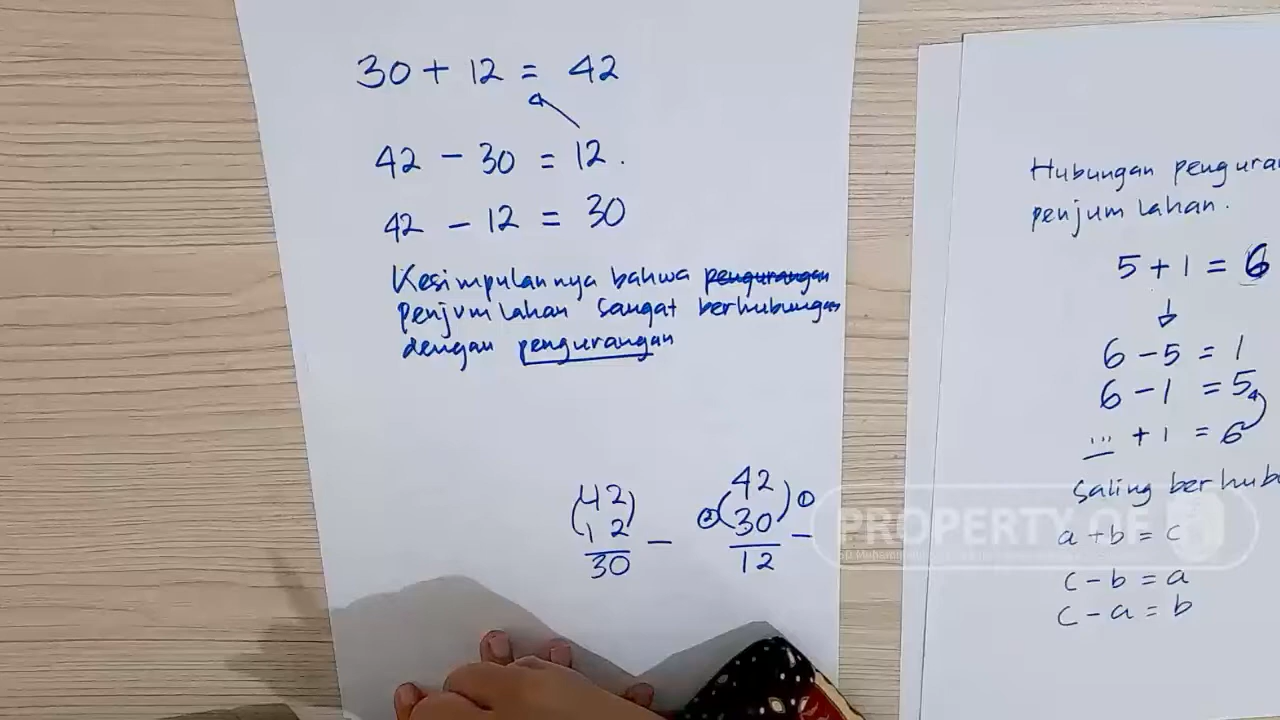 30 + 12 = 42
42 - 30 = 12.
42 - 12 = 30
Kesimpulannya bahwa pengurangan
penjumlahan sangat berhubungan
dengan pengurangan
42
12 -
30
42
30 -
12
1
2
Hubungan
penjumlahan.
5 + 1 = 6
6 - 5 = 1
6 - 1 = 5
... + 1 = 6
Saling
a + b = c
c - b = a
c - a = b
PROPERTY OF